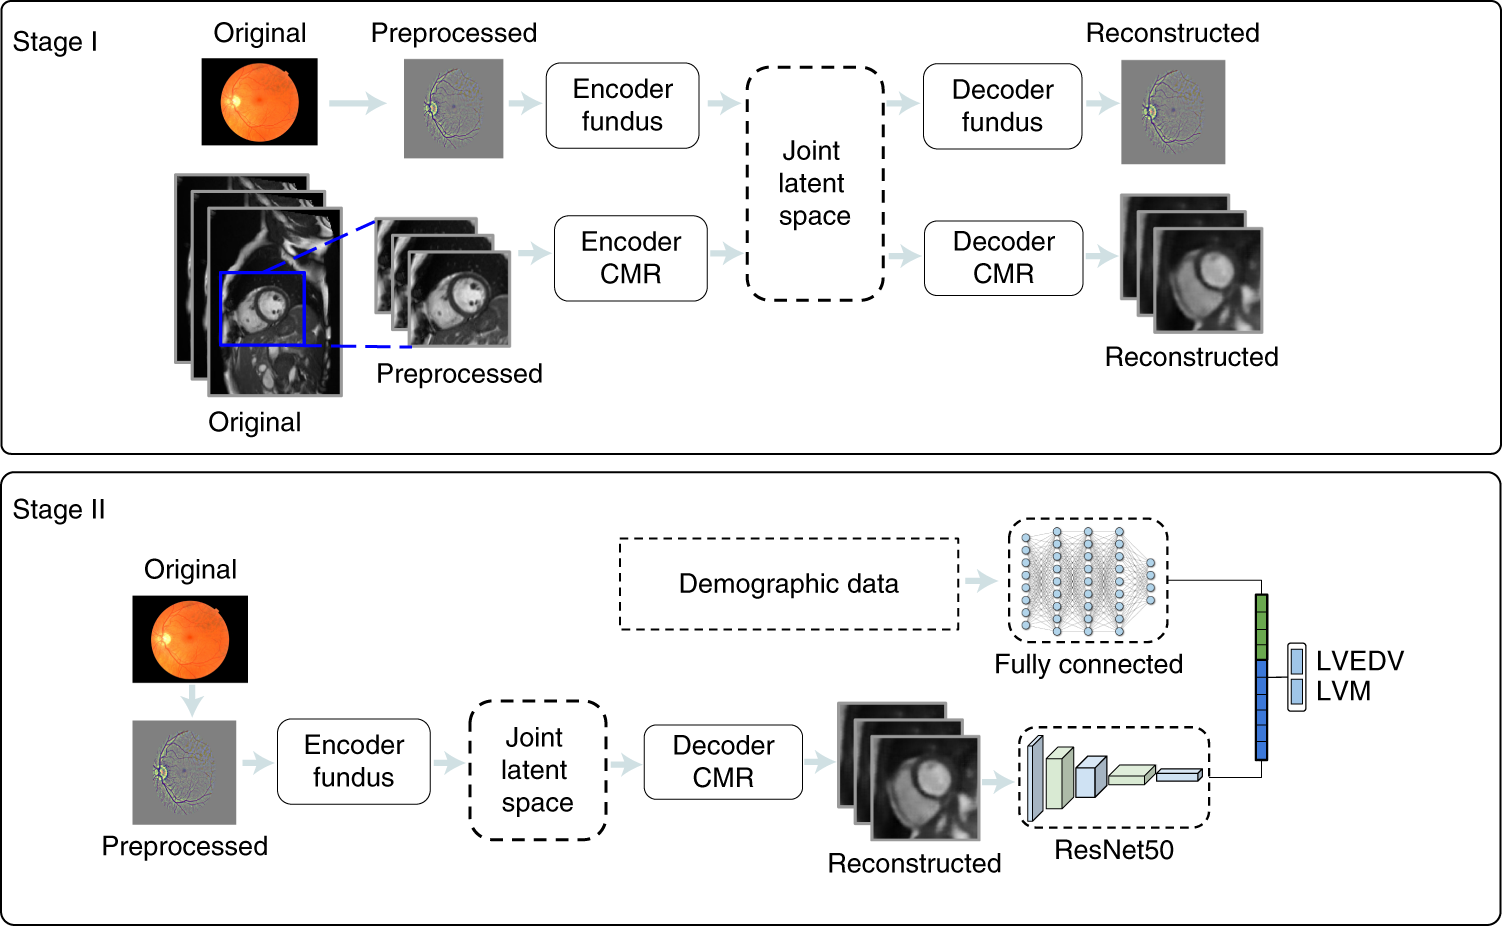 Stage I
Original
Preprocessed
Reconstructed
Encoder
fundus
Joint
latent
space
Decoder
fundus
Encoder
CMR
Decoder
CMR
Reconstructed
Preprocessed
Original
Stage II
Original
Demographic data
Fully connected
LVEDV
LVM
Encoder
fundus
Joint
latent
space
Decoder
CMR
Preprocessed
Reconstructed
ResNet50